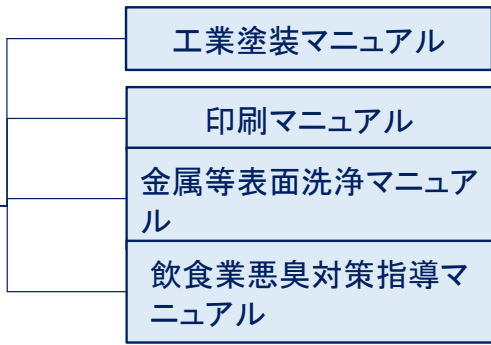 工業塗装マニュアル
印刷マニュアル
金属等表面洗浄マニュア
ル
飲食業悪臭対策指導マ
ニュアル